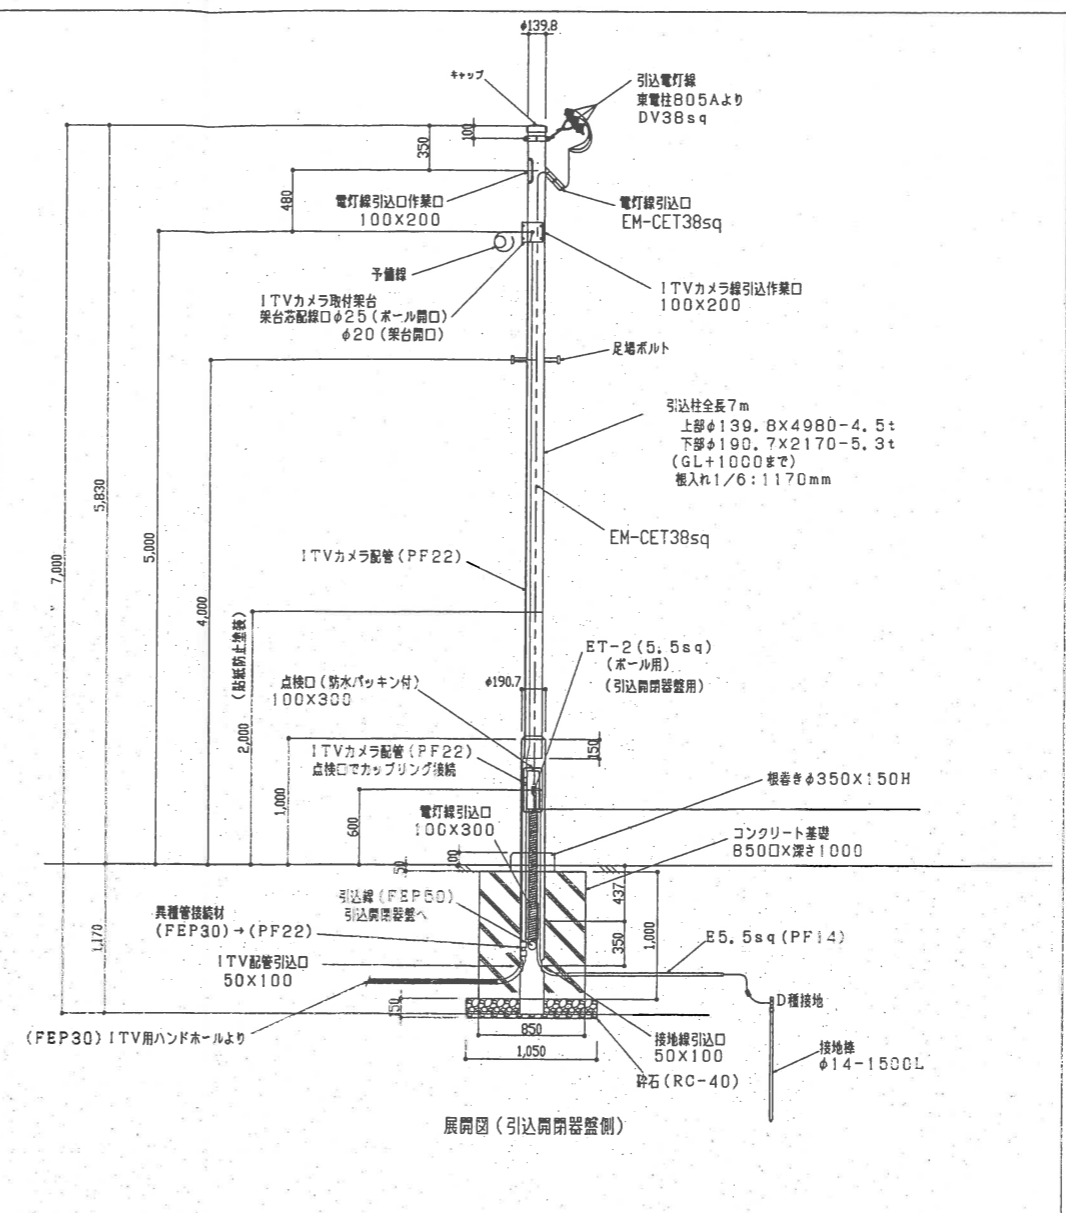 φ139.8
キャップ
引込電灯線
東電柱805Aより
DV38sq
100
350
480
電灯線引込口作業口
100X200
電灯線引込口
EM-CET38sq
予備線
ITVカメラ取付架台
架台芯配線口φ25(ポール開口)
φ20(架台開口)
ITVカメラ線引込作業口
100X200
足場ボルト
引込柱全長7m
上部φ139.8X4980-4.5t
下部φ190.7X2170-5.3t
(GL+1000まで)
根入れ1/6:1170mm
EM-CET38sq
7,000
5,830
5,000
4,000
ITVカメラ配管(PF22)
2,000
(貼紙防止塗装)
ET-2(5.5sq)
(ポール用)
(引込開閉器盤用)
点検口(防水パッキン付)
100X300
φ190.7
150
1,000
ITVカメラ配管(PF22)
点検口でカップリング接続
600
根巻きφ350X150H
電灯線引込口
100X300
コンクリート基礎
850口X深さ1000
100
50
437
350
1,000
1,170
引込線(FEP50)
引込開閉器盤へ
異種管接続材
(FEP30)→(PF22)
ITV配管引込口
50X100
E5.5sq(PF14)
D種接地
150
850
1,050
(FEP30)ITV用ハンドホールより
接地線引込口
50X100
砕石(RC-40)
接地棒
φ14-1500L
展開図(引込開閉器盤側)